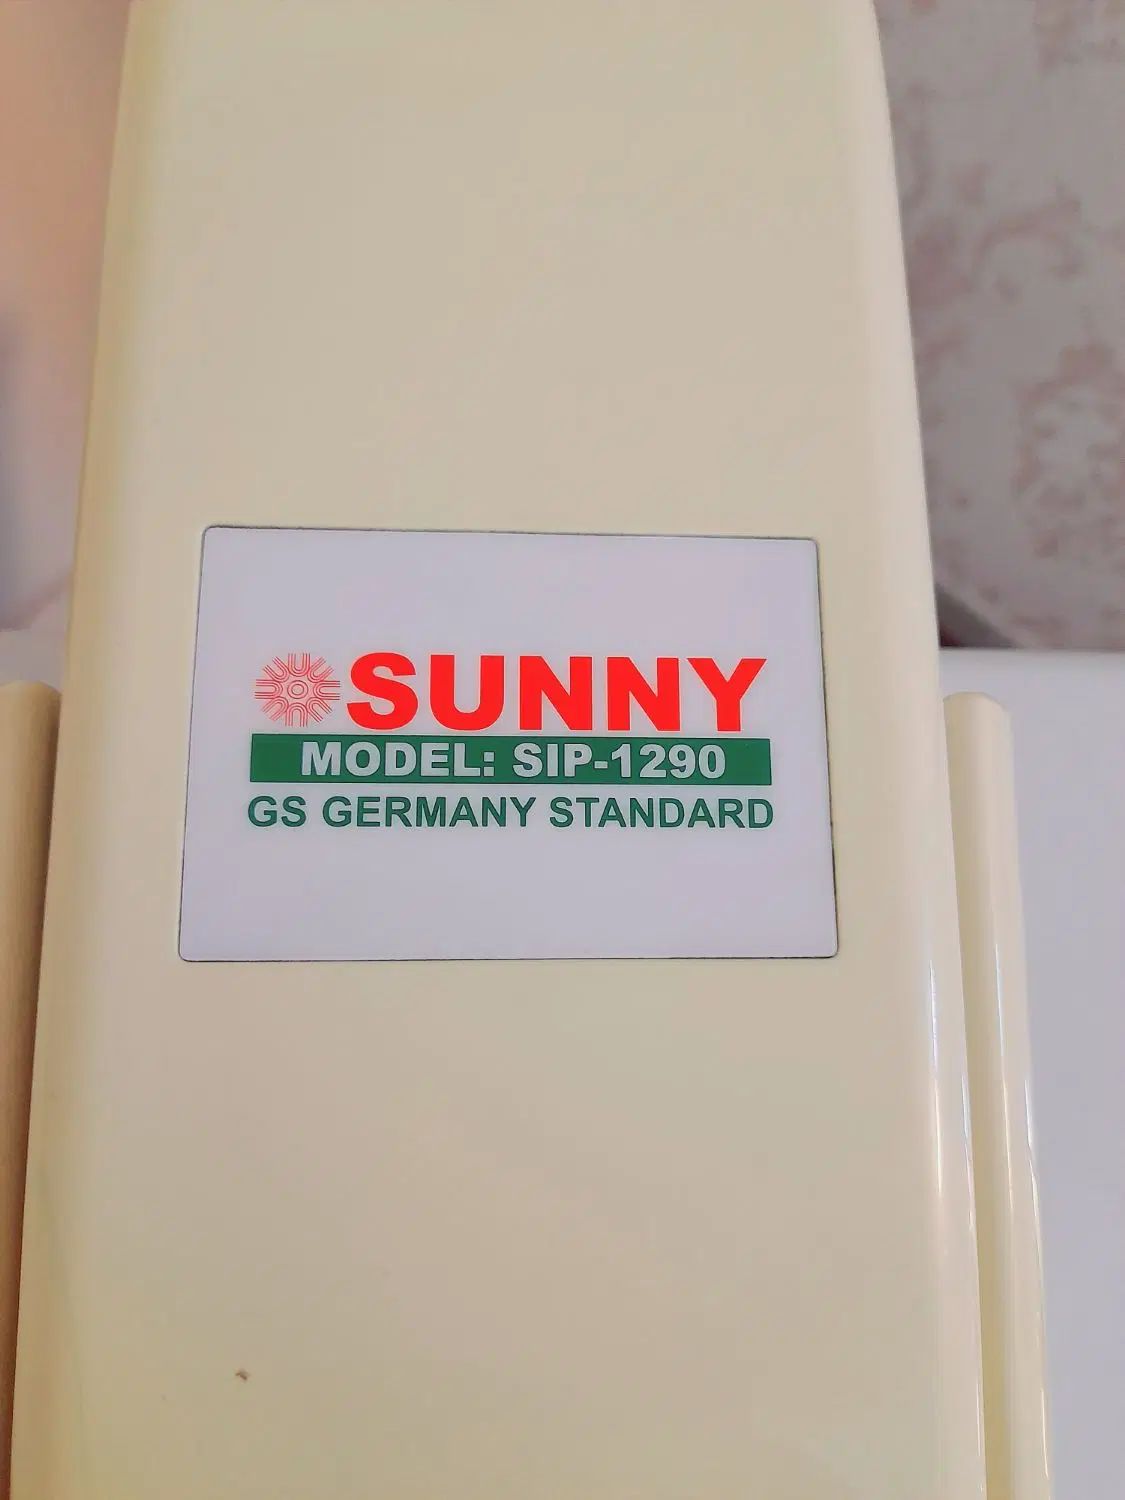 SUNNY
MODEL: SIP-1290
GS GERMANY STANDARD